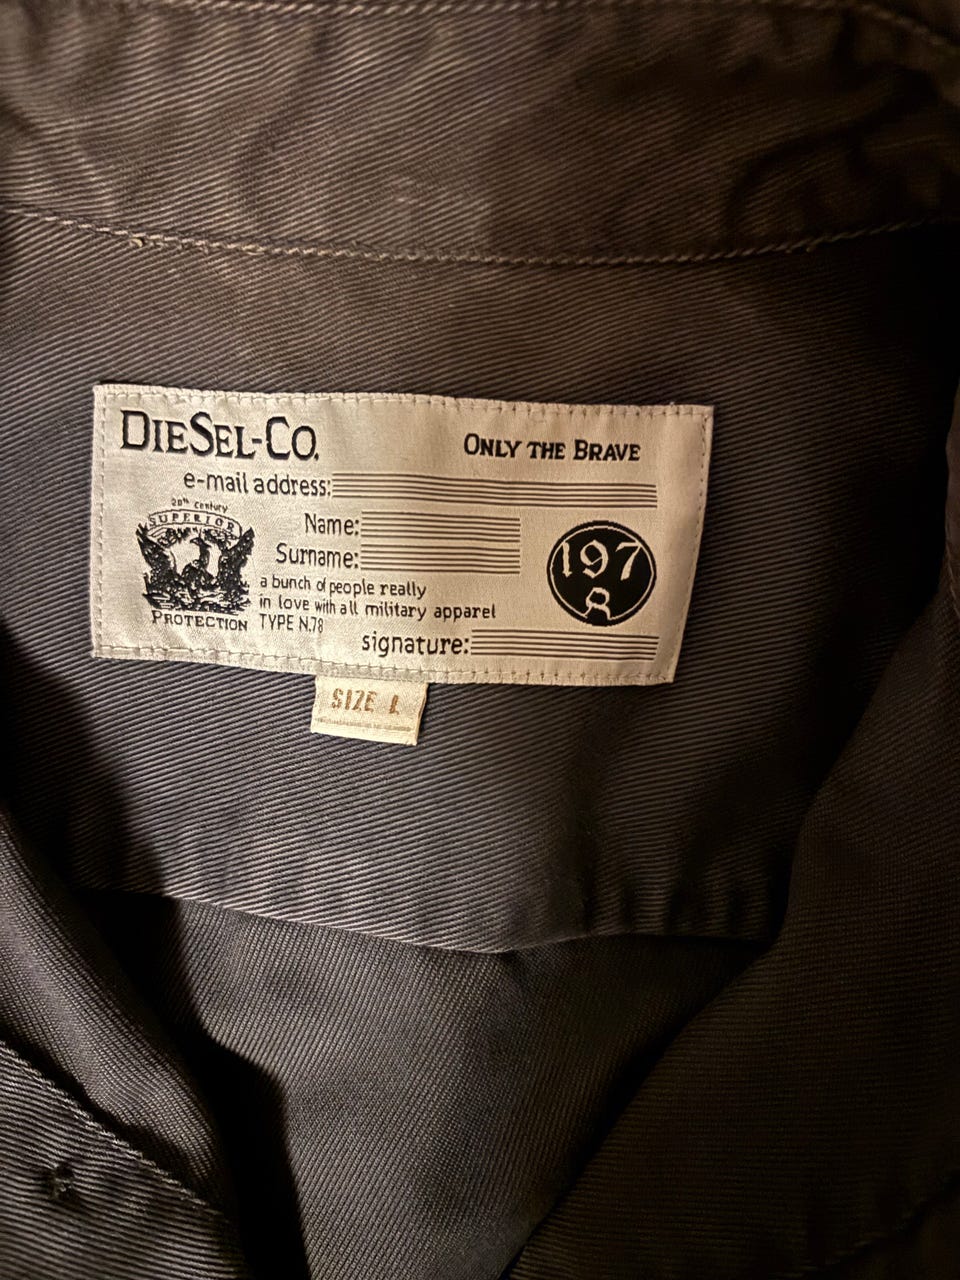 DIESEL-CO.
ONLY THE BRAVE
e-mail address:
20th Century
SUPERIOR
PROTECTION
Name:
Surname:
a bunch of people really
in love with all military apparel
TYPE N.78
signature:
197
8
SIZE L